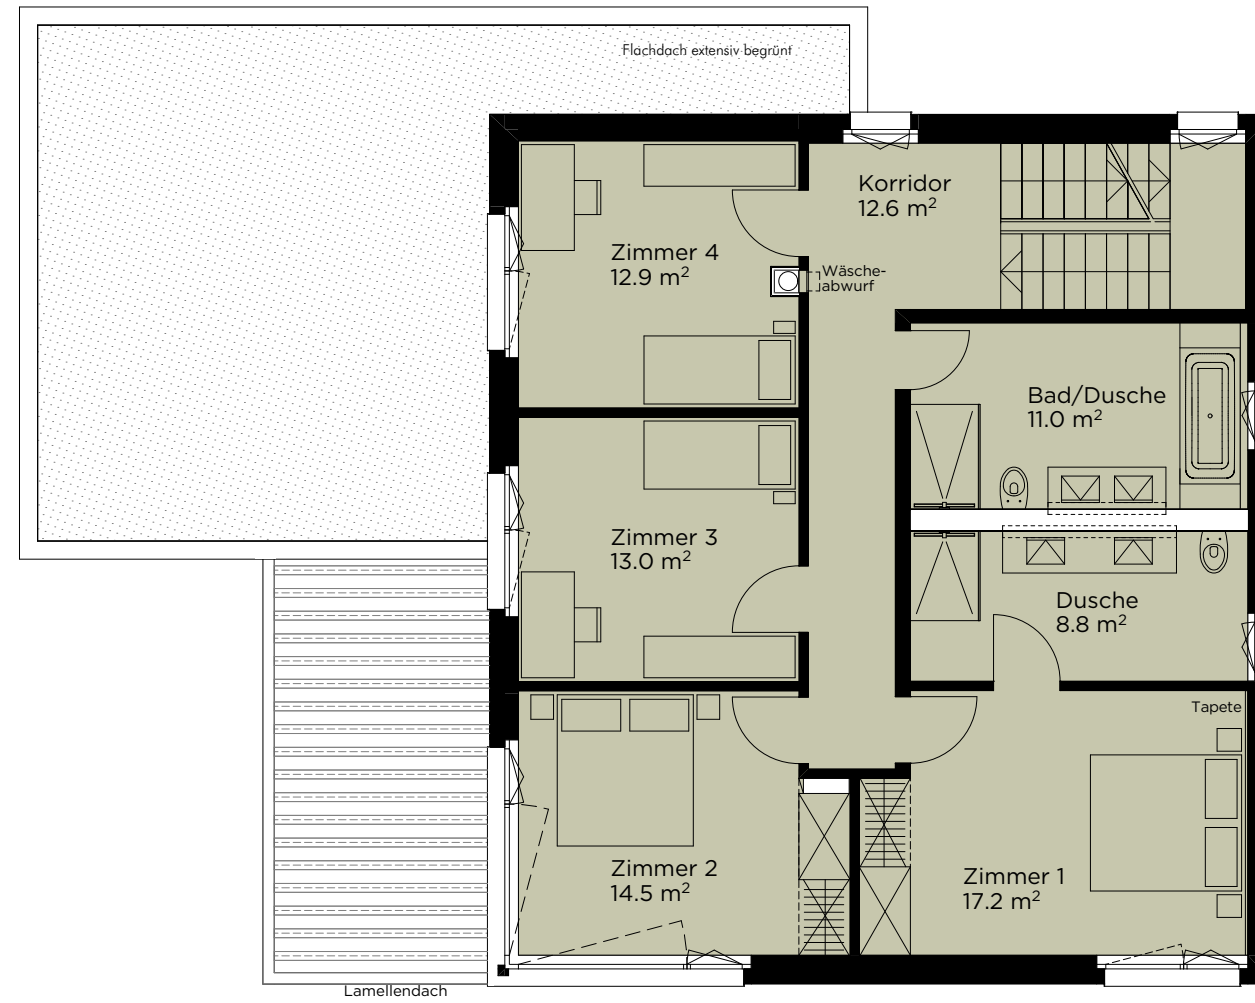 Flachdach extensiv begrünt
Korridor
12.6 m²
Zimmer 4
12.9 m²
Wäsche-
abwurf
Bad/Dusche
11.0 m²
Zimmer 3
13.0 m²
Dusche
8.8 m²
Tapete
Zimmer 2
14.5 m²
Zimmer 1
17.2 m²
Lamellendach